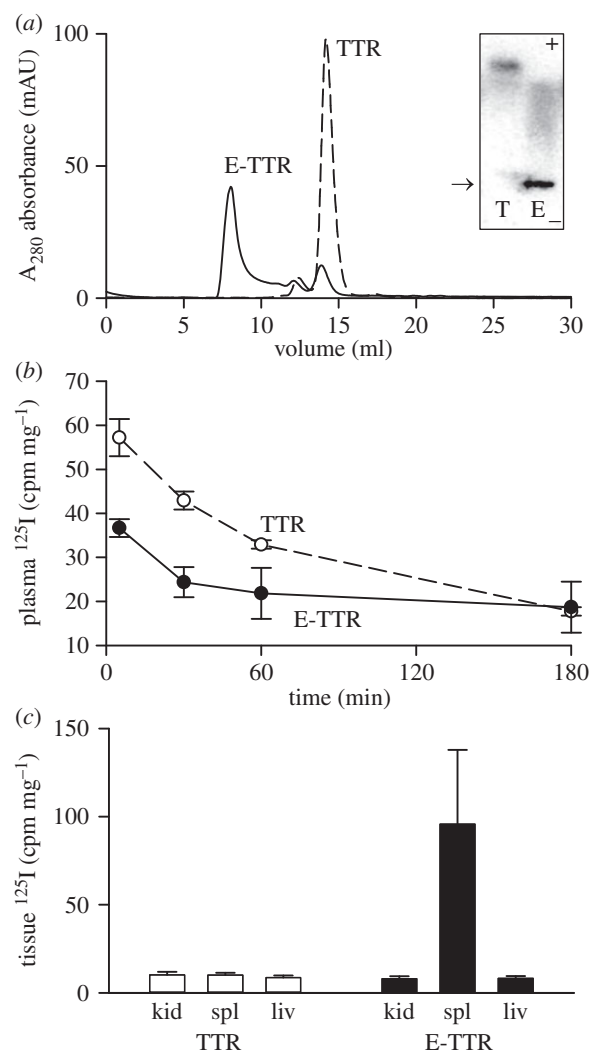 (a)
100
50
0
A280 absorbance (mAU)
E-TTR
TTR
+
→
T E _
0 5 10 15 20 25 30
volume (ml)
(b)
70
60
50
40
30
20
10
plasma ¹²⁵I (cpm mg⁻¹)
TTR
E-TTR
0 60 120 180
time (min)
(c)
150
100
50
0
tissue ¹²⁵I (cpm mg⁻¹)
kid spl liv kid spl liv
TTR E-TTR